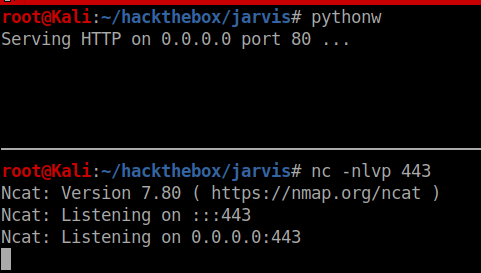 root@Kali:~/hackthebox/jarvis# pythonw
Serving HTTP on 0.0.0.0 port 80 ...
root@Kali:~/hackthebox/jarvis# nc -nlvp 443
Ncat: Version 7.80 ( https://nmap.org/ncat )
Ncat: Listening on :::443
Ncat: Listening on 0.0.0.0:443